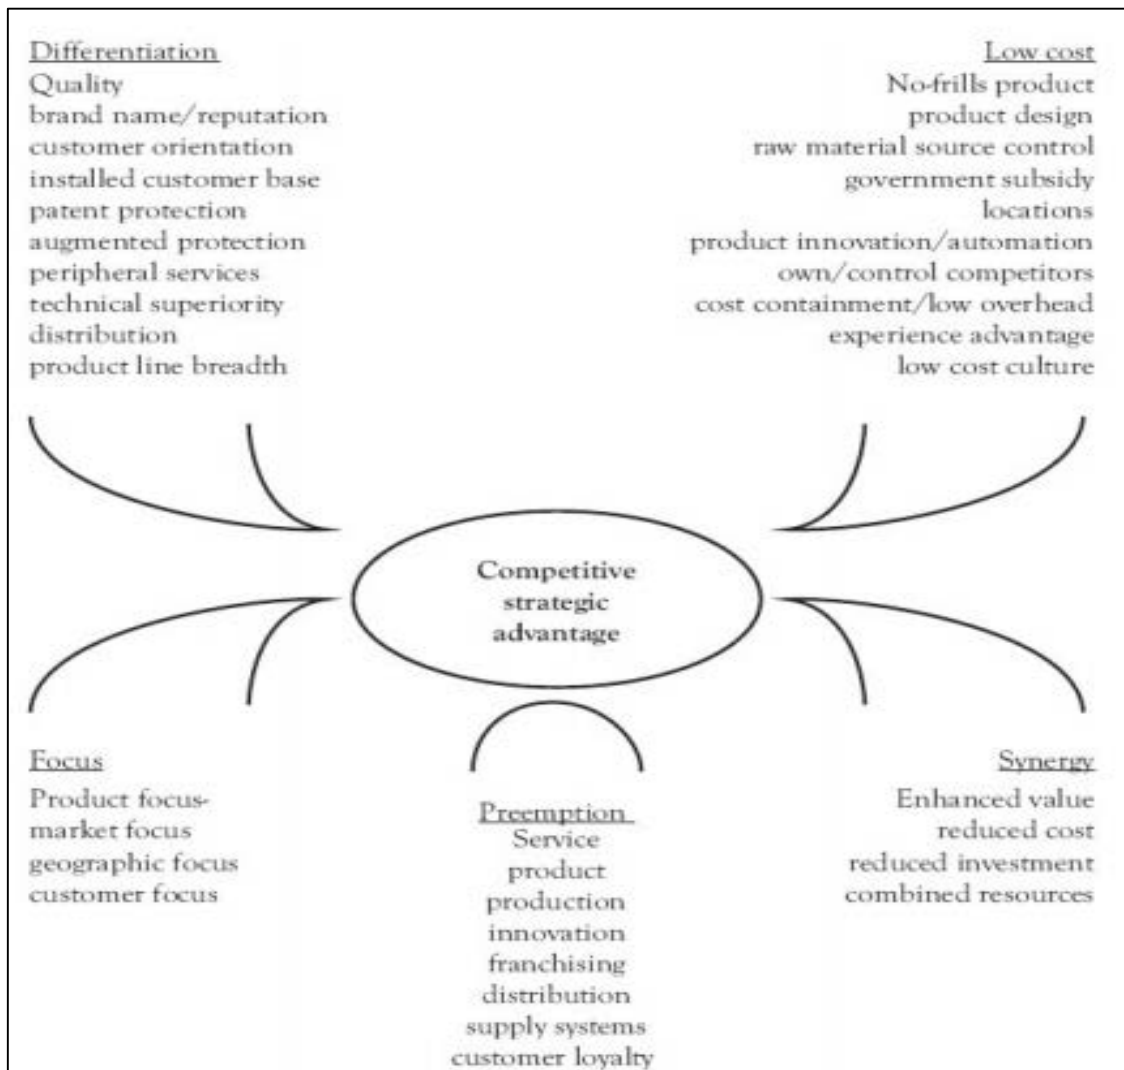 Differentiation
Quality
brand name/reputation
customer orientation
installed customer base
patent protection
augmented protection
peripheral services
technical superiority
distribution
product line breadth
Low cost
No-frills product
product design
raw material source control
government subsidy
locations
product innovation/automation
own/control competitors
cost containment/low overhead
experience advantage
low cost culture
Competitive
strategic
advantage
Focus
Product focus-
market focus
geographic focus
customer focus
Preemption
Service
product
production
innovation
franchising
distribution
supply systems
customer loyalty
Synergy
Enhanced value
reduced cost
reduced investment
combined resources